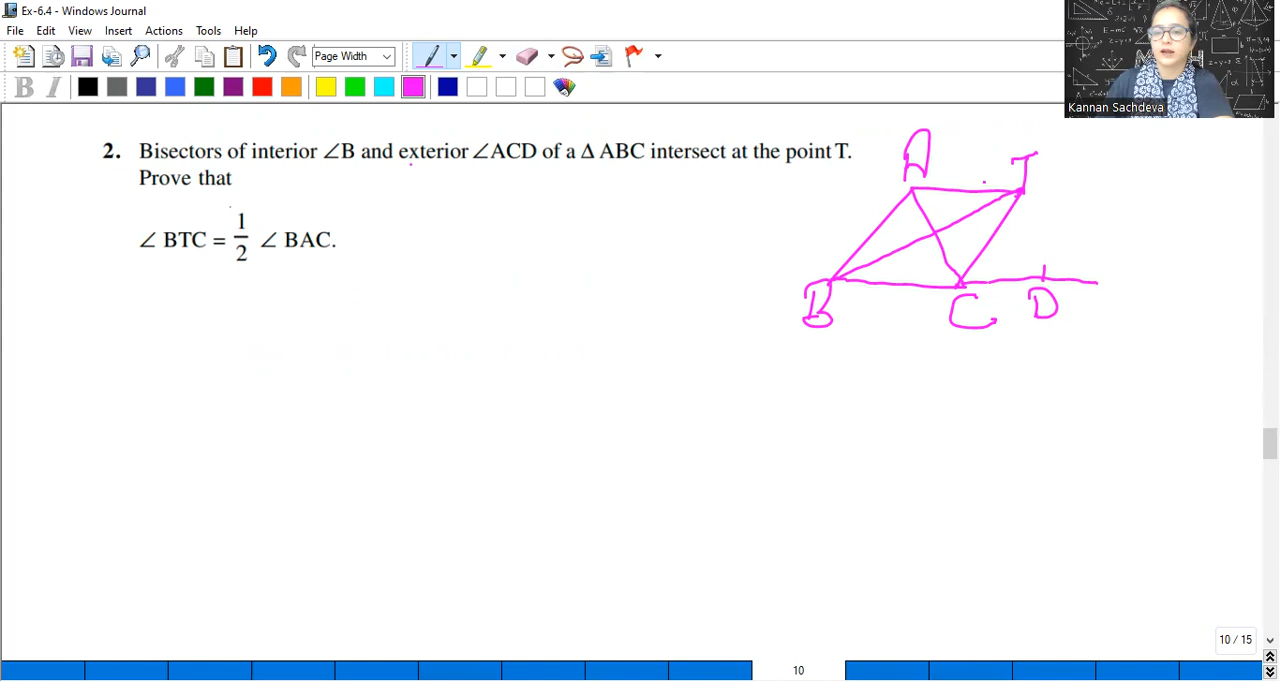 Ex-6.4 - Windows Journal
File Edit View Insert Actions Tools Help
Page Width
B I
Kannan Sachdeva
2. Bisectors of interior ∠B and exterior ∠ACD of a Δ ABC intersect at the point T.
Prove that
∠ BTC = 1/2 ∠ BAC.
A T
B C D
10 / 15
10